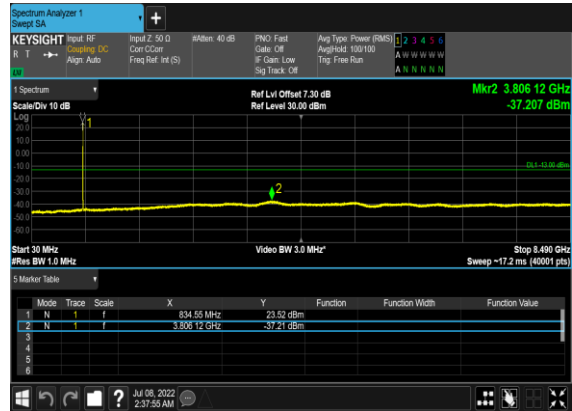 Spectrum Analyzer 1
Swept SA
+
KEYSIGHT
R T
Input: RF
Coupling: DC
Align: Auto
Input Z: 50 Ω
Corr CCorr
Freq Ref: Int (S)
#Atten: 40 dB
PNO: Fast
Gate: Off
IF Gain: Low
Sig Track: Off
Avg Type: Power (RMS)
Avg|Hold: 100/100
Trig: Free Run
1 2 3 4 5 6
A W W W W W
A N N N N N
1 Spectrum
Scale/Div 10 dB
Ref Lvl Offset 7.30 dB
Ref Level 30.00 dBm
Mkr2 3.806 12 GHz
-37.207 dBm
Log
20.0
10.0
0.00
-10.0
-20.0
-30.0
-40.0
-50.0
-60.0
1
2
DL1 -13.00 dBm
Start 30 MHz
#Res BW 1.0 MHz
Video BW 3.0 MHz*
Stop 8.490 GHz
Sweep ~17.2 ms (40001 pts)
5 Marker Table
Mode Trace Scale X Y Function Function Width Function Value
1 N 1 f 834.55 MHz 23.52 dBm
2 N 1 f 3.806 12 GHz -37.21 dBm
3
4
5
6
?
Jul 08, 2022
2:37:55 AM